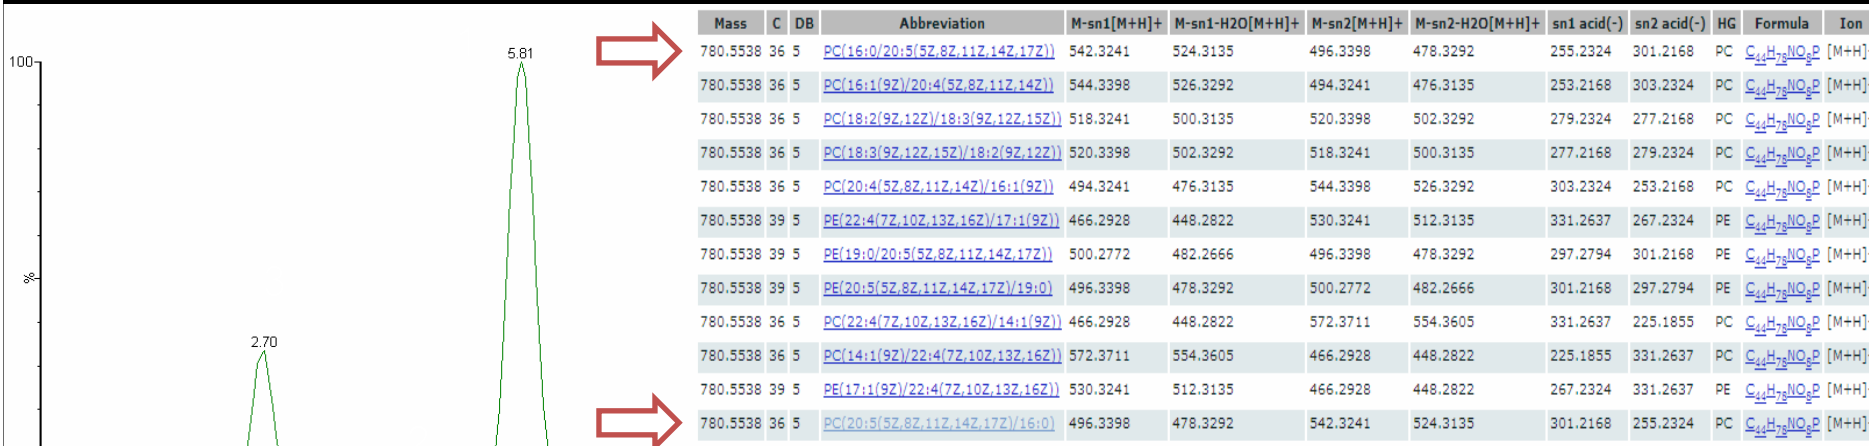 100
%
2.70
5.81
Mass C DB Abbreviation M-sn1[M+H]+ M-sn1-H2O[M+H]+ M-sn2[M+H]+ M-sn2-H2O[M+H]+ sn1 acid(-) sn2 acid(-) HG Formula Ion
780.5538 36 5 PC(16:0/20:5(5Z,8Z,11Z,14Z,17Z)) 542.3241 524.3135 496.3398 478.3292 255.2324 301.2168 PC C44H78NO8P [M+H]
780.5538 36 5 PC(16:1(9Z)/20:4(5Z,8Z,11Z,14Z)) 544.3398 526.3292 494.3241 476.3135 253.2168 303.2324 PC C44H78NO8P [M+H]
780.5538 36 5 PC(18:2(9Z,12Z)/18:3(9Z,12Z,15Z)) 518.3241 500.3135 520.3398 502.3292 279.2324 277.2168 PC C44H78NO8P [M+H]
780.5538 36 5 PC(18:3(9Z,12Z,15Z)/18:2(9Z,12Z)) 520.3398 502.3292 518.3241 500.3135 277.2168 279.2324 PC C44H78NO8P [M+H]
780.5538 36 5 PC(20:4(5Z,8Z,11Z,14Z)/16:1(9Z)) 494.3241 476.3135 544.3398 526.3292 303.2324 253.2168 PC C44H78NO8P [M+H]
780.5538 39 5 PE(22:4(7Z,10Z,13Z,16Z)/17:1(9Z)) 466.2928 448.2822 530.3241 512.3135 331.2637 267.2324 PE C44H78NO8P [M+H]
780.5538 39 5 PE(19:0/20:5(5Z,8Z,11Z,14Z,17Z)) 500.2772 482.2666 496.3398 478.3292 297.2794 301.2168 PE C44H78NO8P [M+H]
780.5538 39 5 PE(20:5(5Z,8Z,11Z,14Z,17Z)/19:0) 496.3398 478.3292 500.2772 482.2666 301.2168 297.2794 PE C44H78NO8P [M+H]
780.5538 36 5 PC(22:4(7Z,10Z,13Z,16Z)/14:1(9Z)) 466.2928 448.2822 572.3711 554.3605 331.2637 225.1855 PC C44H78NO8P [M+H]
780.5538 36 5 PC(14:1(9Z)/22:4(7Z,10Z,13Z,16Z)) 572.3711 554.3605 466.2928 448.2822 225.1855 331.2637 PC C44H78NO8P [M+H]
780.5538 39 5 PE(17:1(9Z)/22:4(7Z,10Z,13Z,16Z)) 530.3241 512.3135 466.2928 448.2822 267.2324 331.2637 PE C44H78NO8P [M+H]
780.5538 36 5 PC(20:5(5Z,8Z,11Z,14Z,17Z)/16:0) 496.3398 478.3292 542.3241 524.3135 301.2168 255.2324 PC C44H78NO8P [M+H]